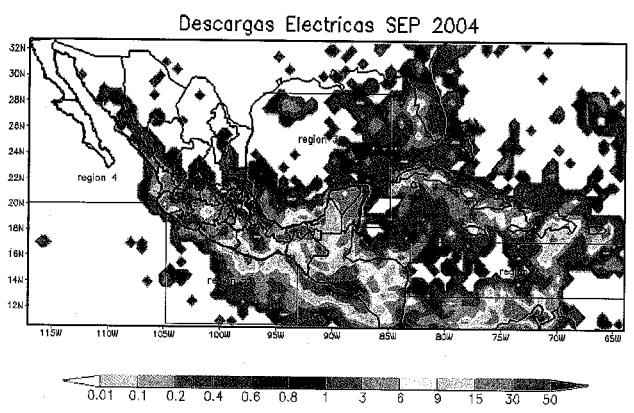 Descargas Electricas SEP 2004
32N
30N
28N
26N
24N
22N
20N
18N
16N
14N
12N
region
region 4
115W 110W 105W 100W 95W 90W 85W 80W 75W 70W 65W
0.01 0.1 0.2 0.4 0.6 0.8 1 3 6 9 15 30 50